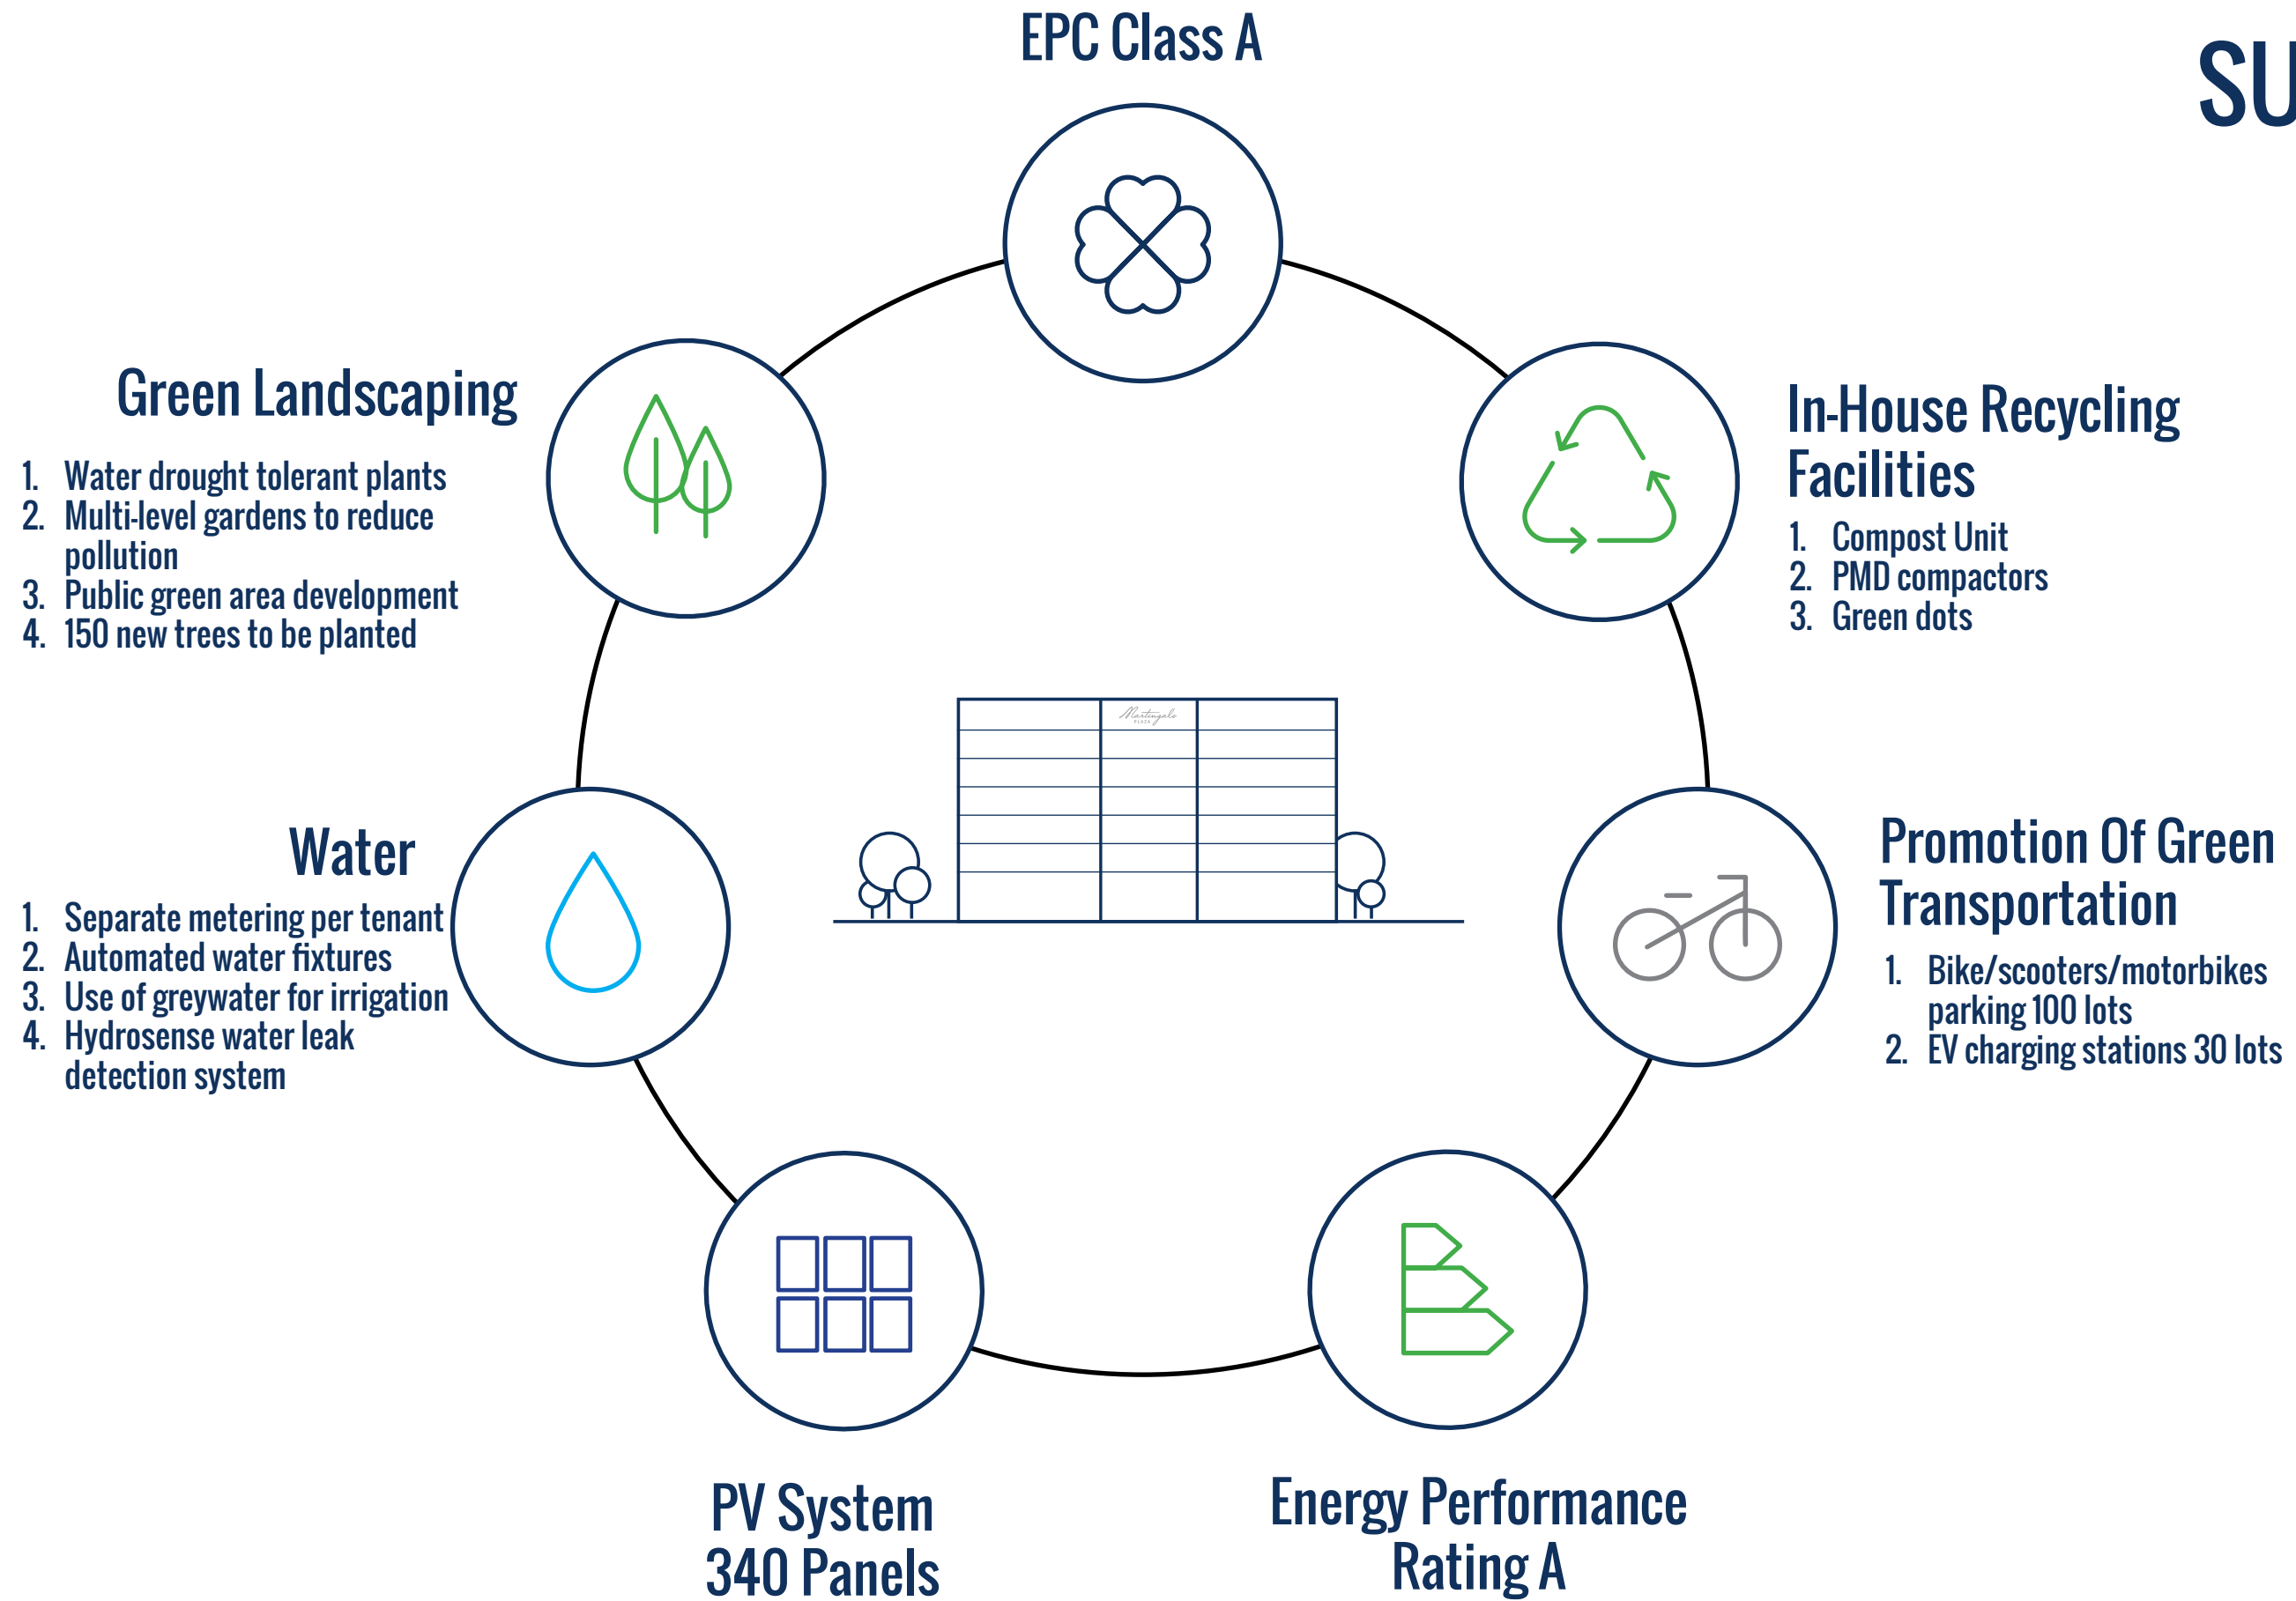 EPC Class A
SU
Green Landscaping
1. Water drought tolerant plants
2. Multi-level gardens to reduce
pollution
3. Public green area development
4. 150 new trees to be planted
In-House Recycling
Facilities
1. Compost Unit
2. PMD compactors
3. Green dots
Martingale
PLAZA
Water
1. Separate metering per tenant
2. Automated water fixtures
3. Use of greywater for irrigation
4. Hydrosense water leak
detection system
Promotion Of Green
Transportation
1. Bike/scooters/motorbikes
parking 100 lots
2. EV charging stations 30 lots
PV System
340 Panels
Energy Performance
Rating A